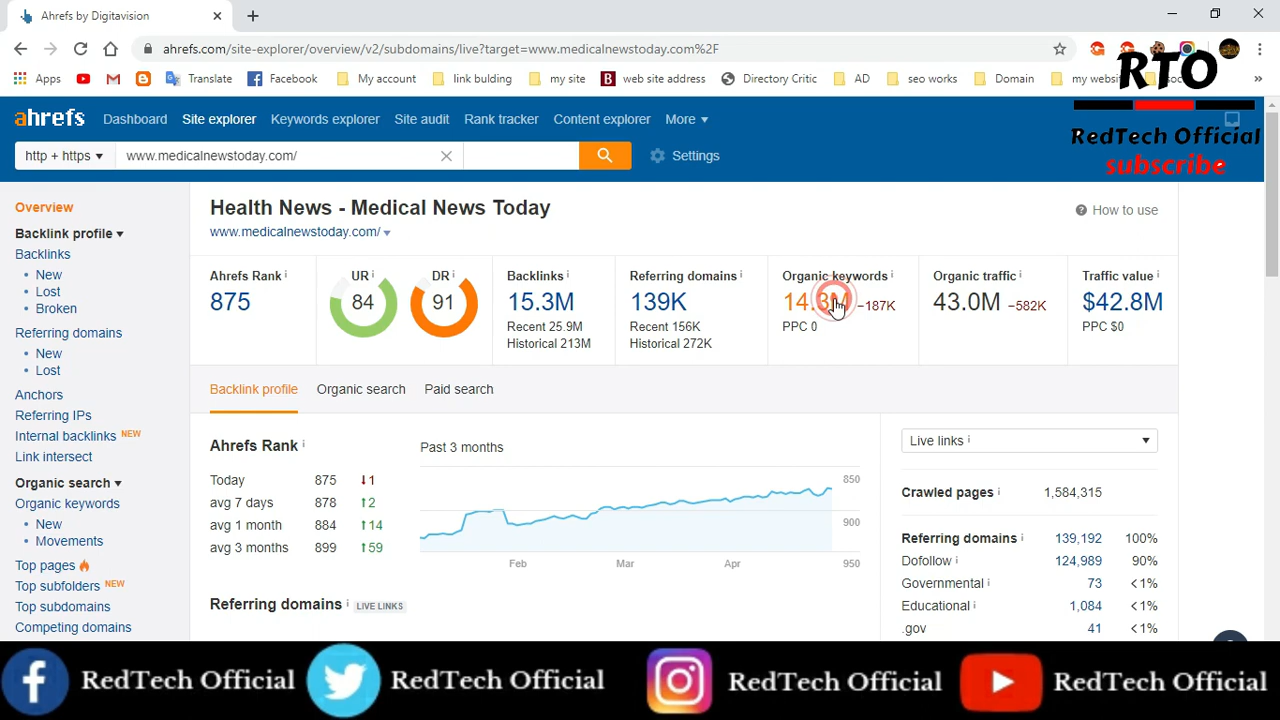 Ahrefs by Digitavision
ahrefs.com/site-explorer/overview/v2/subdomains/live?target=www.medicalnewstoday.com%2F
Apps
Translate
Facebook
My account
link bulding
my site
web site address
Directory Critic
AD
seo works
Domain
my websi
RTO
RedTech Official
subscribe
ahrefs
Dashboard
Site explorer
Keywords explorer
Site audit
Rank tracker
Content explorer
More
http + https
www.medicalnewstoday.com/
Settings
Overview
Backlink profile
Backlinks
New
Lost
Broken
Referring domains
New
Lost
Anchors
Referring IPs
Internal backlinks NEW
Link intersect
Organic search
Organic keywords
New
Movements
Top pages
Top subfolders NEW
Top subdomains
Competing domains
Health News - Medical News Today
How to use
www.medicalnewstoday.com/
Ahrefs Rank
875
UR
84
DR
91
Backlinks
15.3M
Recent 25.9M
Historical 213M
Referring domains
139K
Recent 156K
Historical 272K
Organic keywords
14.3M -187K
PPC 0
Organic traffic
43.0M -582K
Traffic value
$42.8M
PPC $0
Backlink profile
Organic search
Paid search
Ahrefs Rank
Today 875 ↓1
avg 7 days 878 ↑2
avg 1 month 884 ↑14
avg 3 months 899 ↑59
Past 3 months
850
900
950
Feb Mar Apr
Referring domains LIVE LINKS
Live links
Crawled pages 1,584,315
Referring domains 139,192 100%
Dofollow 124,989 90%
Governmental 73 <1%
Educational 1,084 <1%
.gov 41 <1%
RedTech Official
RedTech Official
RedTech Official
RedTech Official